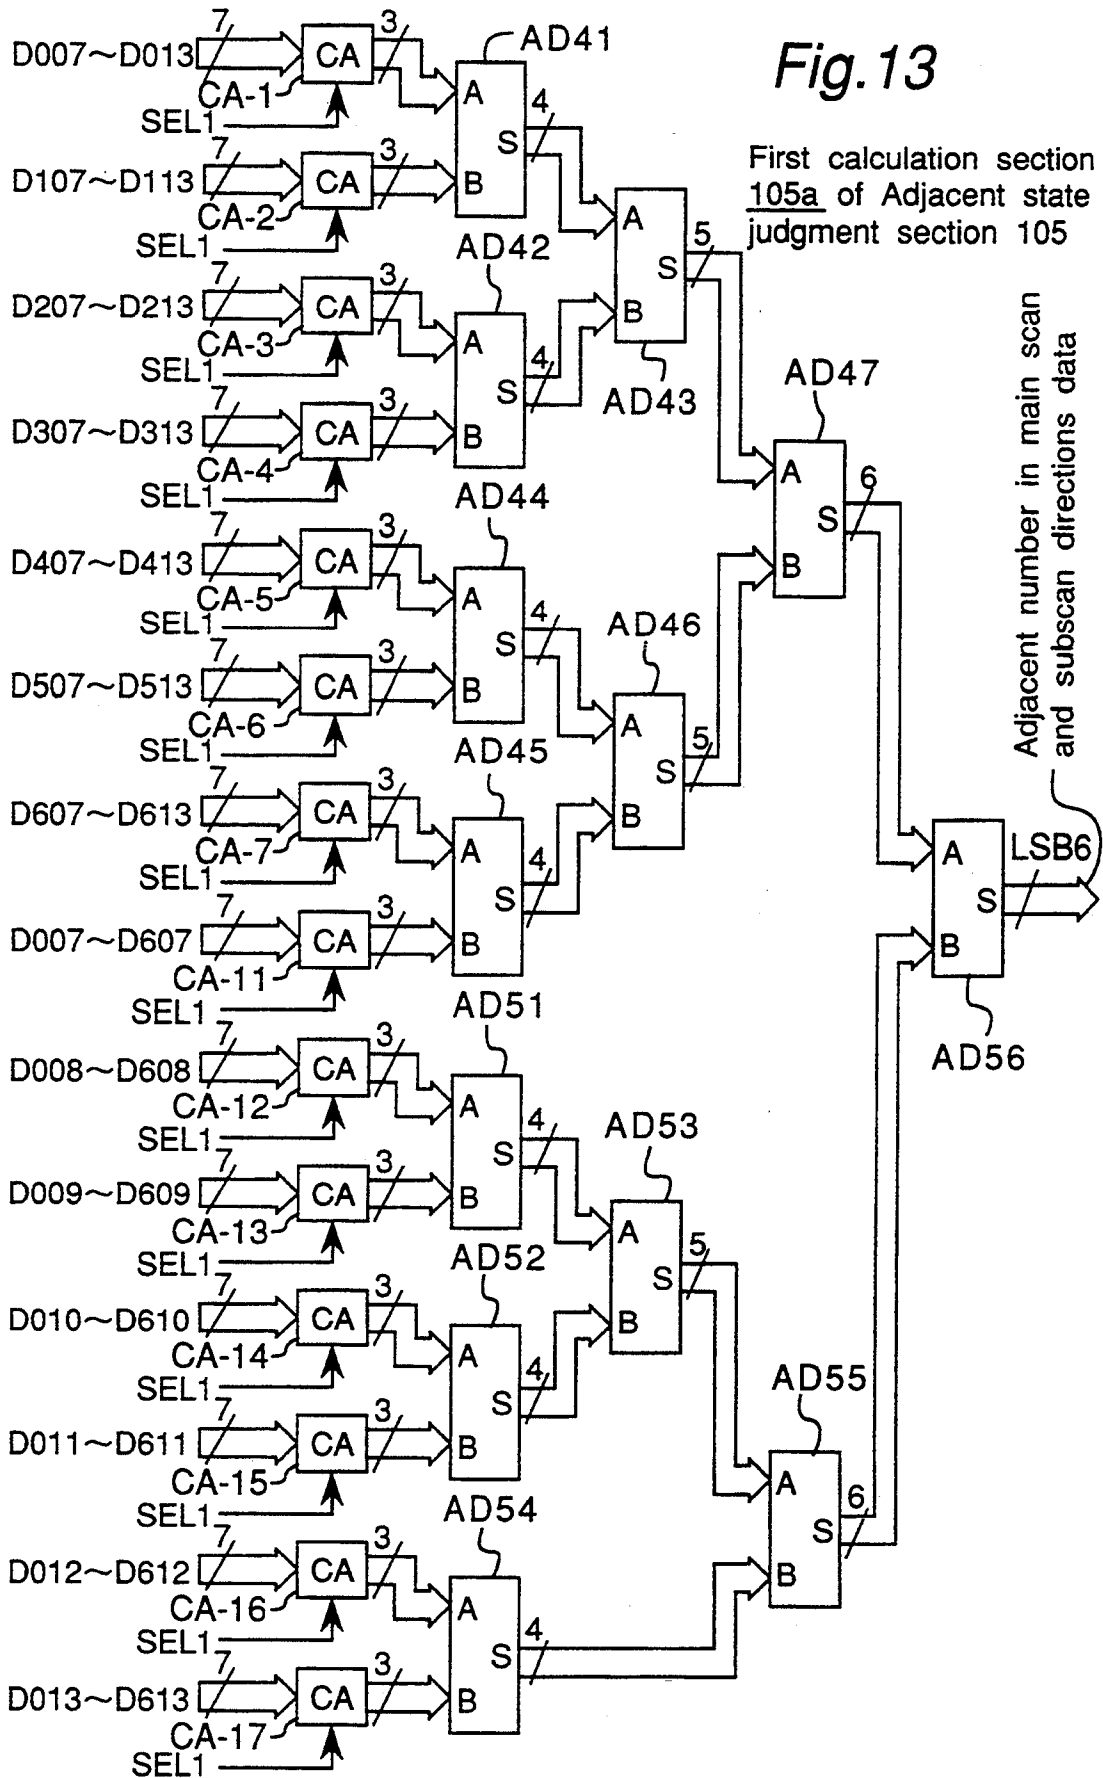 Fig.13
First calculation section
105a of Adjacent state
judgment section 105
D007~D013
7
CA
3
CA-1
SEL1
AD41
A
B
S
4
D107~D113
7
CA
3
CA-2
SEL1
D207~D213
7
CA
3
CA-3
SEL1
AD42
A
B
S
4
D307~D313
7
CA
3
CA-4
SEL1
AD43
A
B
S
5
D407~D413
7
CA
3
CA-5
SEL1
AD44
A
B
S
4
D507~D513
7
CA
3
CA-6
SEL1
D607~D613
7
CA
3
CA-7
SEL1
AD45
A
B
S
4
D007~D607
7
CA
3
CA-11
SEL1
AD46
A
B
S
5
AD47
A
B
S
6
D008~D608
7
CA
3
CA-12
SEL1
AD51
A
B
S
4
D009~D609
7
CA
3
CA-13
SEL1
D010~D610
7
CA
3
CA-14
SEL1
AD52
A
B
S
4
D011~D611
7
CA
3
CA-15
SEL1
AD53
A
B
S
5
D012~D612
7
CA
3
CA-16
SEL1
AD54
A
B
S
4
D013~D613
7
CA
3
CA-17
SEL1
AD55
A
B
S
6
AD56
A
B
S
LSB6
Adjacent number in main scan
and subscan directions data